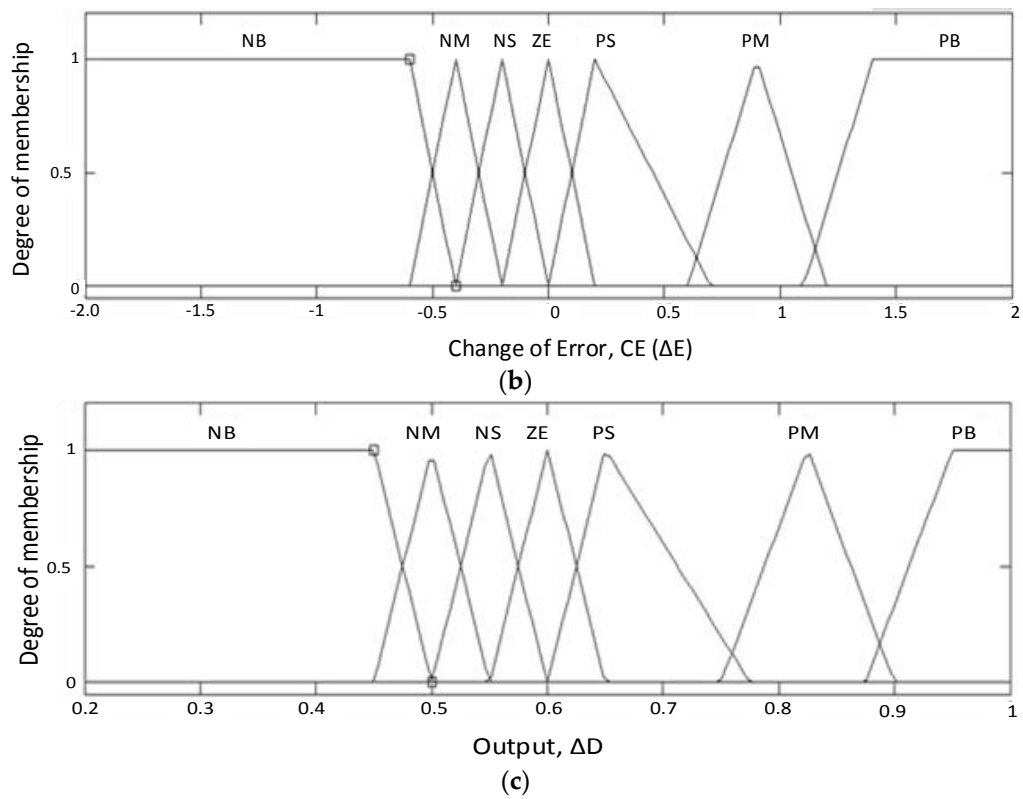 NB NM NS ZE PS PM PB
1
0.5
0
Degree of membership
-2.0 -1.5 -1 -0.5 0 0.5 1 1.5 2
Change of Error, CE (ΔE)
(b)
NB NM NS ZE PS PM PB
1
0.5
0
Degree of membership
0.2 0.3 0.4 0.5 0.6 0.7 0.8 0.9 1
Output, ΔD
(c)